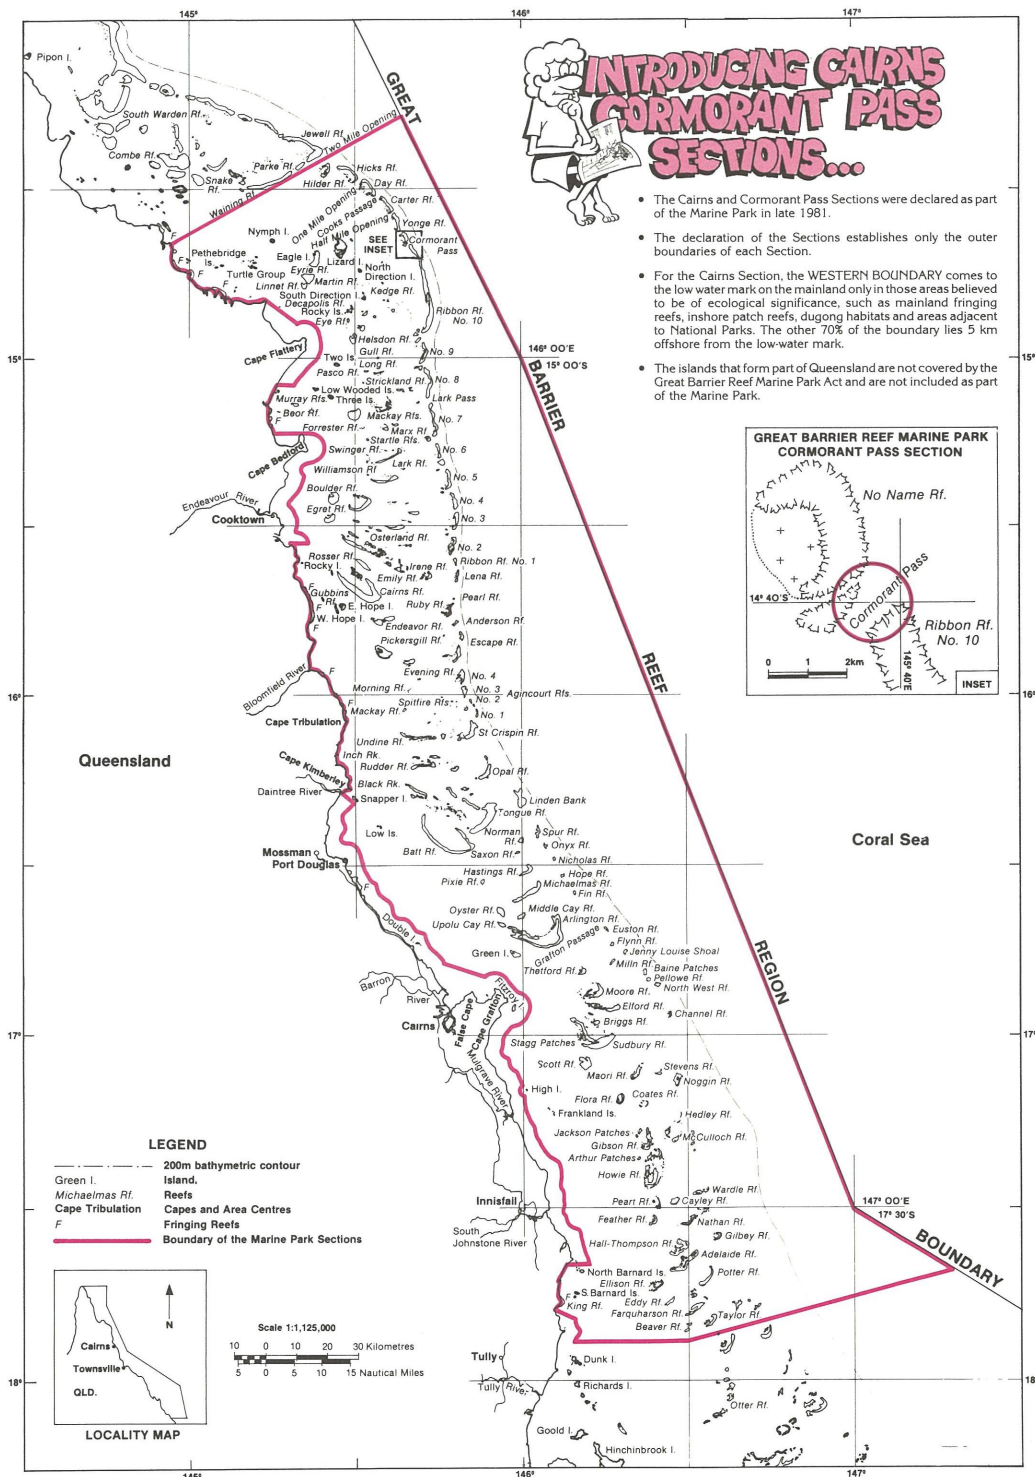 145°
146°
147°
INTRODUCING CAIRNS
CORMORANT PASS
SECTIONS...
• The Cairns and Cormorant Pass Sections were declared as part
of the Marine Park in late 1981.
• The declaration of the Sections establishes only the outer
boundaries of each Section.
• For the Cairns Section, the WESTERN BOUNDARY comes to
the low water mark on the mainland only in those areas believed
to be of ecological significance, such as mainland fringing
reefs, inshore patch reefs, dugong habitats and areas adjacent
to National Parks. The other 70% of the boundary lies 5 km
offshore from the low-water mark.
• The islands that form part of Queensland are not covered by the
Great Barrier Reef Marine Park Act and are not included as part
of the Marine Park.
GREAT BARRIER REEF MARINE PARK
CORMORANT PASS SECTION
No Name Rf.
Cormorant Pass
14° 40'S
Ribbon Rf.
No. 10
0 1 2km
145° 40'E
INSET
GREAT
BARRIER
REEF
REGION
BOUNDARY
Pipon I.
South Warden Rf.
Jewell Rf.
Two Mile Opening
Combe Rf.
Parke Rf.
Hicks Rf.
Snake
Rf.
Hilder Rf.
Day Rf.
Waining Rf.
One Mile Opening
Carter Rf.
Cooks Passage
Half Mile Opening
Yonge Rf.
Nymph I.
SEE
INSET
Cormorant
Pass
F
Pethebridge
Is.
Eagle I.
Lizard I.
Eyrie Rf.
North
Direction I.
Turtle Group
Martin Rf.
Linnet Rf.
South Direction I.
Kedge Rf.
Decapolis Rf.
Rocky Is.
Ribbon Rf.
No. 10
Eye Rf.
Helsdon Rf.
Cape Flattery
Gull Rf.
No. 9
15°
Two Is.
Long Rf.
146° 00'E
15° 00'S
Pasco Rf.
Strickland Rf.
No. 8
Low Wooded Is.
Murray Rfs.
Three Is.
Lark Pass
Beor Rf.
Mackay Rfs.
No. 7
Forrester Rf.
Marx Rf.
Startle Rfs.
Cape Bedford
Swinger Rf.
No. 6
Lark Rf.
Williamson Rf
No. 5
Boulder Rf.
Endeavour River
No. 4
Egret Rf.
Cooktown
No. 3
Osterland Rf.
No. 2
Rosser Rf.
Ribbon Rf. No. 1
Rocky I.
Irene Rf.
Emily Rf.
Lena Rf.
Gubbins
Rf.
Cairns Rf.
E. Hope I.
Ruby Rf.
Pearl Rf.
W. Hope I.
Endeavor Rf.
Anderson Rf.
Pickersgill Rf.
Escape Rf.
Bloomfield River
Evening Rf.
No. 4
16°
Morning Rf.
No. 3
Agincourt Rfs.
Spitfire Rfs.
No. 2
Mackay Rf.
No. 1
Cape Tribulation
St Crispin Rf.
Undine Rf.
Inch Rk.
Queensland
Cape Kimberley
Rudder Rf.
Opal Rf.
Black Rk.
Daintree River
Snapper I.
Linden Bank
Tongue Rf.
Low Is.
Norman
Rf.
Spur Rf.
Coral Sea
Mossman
Batt Rf.
Saxon Rf.
Onyx Rf.
Port Douglas
Nicholas Rf.
Hastings Rf.
Hope Rf.
Pixie Rf.
Michaelmas Rf.
Fin Rf.
Oyster Rf.
Middle Cay Rf.
Arlington Rf.
Double I.
Upolu Cay Rf.
Euston Rf.
Flynn Rf.
Grafton Passage
Jenny Louise Shoal
Green I.
Milln Rf.
Baine Patches
Thetford Rf.
Pellowe Rf.
North West Rf.
Barron
River
Fitzroy I.
Moore Rf.
Elford Rf.
Cairns
False Cape
Cape Grafton
Channel Rf.
Briggs Rf.
17°
Stagg Patches
Sudbury Rf.
Mulgrave River
Scott Rf.
Stevens Rf.
Maori Rf.
Noggin Rf.
High I.
Flora Rf.
Coates Rf.
Frankland Is.
Hedley Rf.
Jackson Patches
McCulloch Rf.
Gibson Rf.
Arthur Patches
Howie Rf.
Wardle Rf.
Innisfail
Peart Rf.
Cayley Rf.
147° 00'E
17° 30'S
Feather Rf.
Nathan Rf.
South
Johnstone River
Gilbey Rf.
Hall-Thompson Rf.
Adelaide Rf.
North Barnard Is.
Potter Rf.
Ellison Rf.
S. Barnard Is.
King Rf.
Eddy Rf.
Farquharson Rf.
Taylor Rf.
Beaver Rf.
Tully
Dunk I.
18°
Tully River
Richards I.
Otter Rf.
Goold I.
Hinchinbrook I.
LEGEND
200m bathymetric contour
Green I. Island.
Michaelmas Rf. Reefs
Cape Tribulation Capes and Area Centres
F Fringing Reefs
Boundary of the Marine Park Sections
N
Cairns
Townsville
QLD.
LOCALITY MAP
Scale 1:1,125,000
10 0 10 20 30 Kilometres
5 0 5 10 15 Nautical Miles
145°
146°
147°